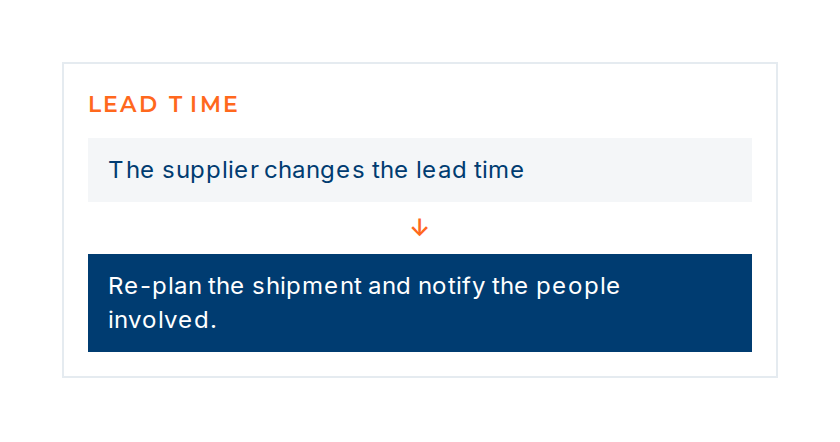 LEAD TIME
The supplier changes the lead time
↓
Re-plan the shipment and notify the people
involved.